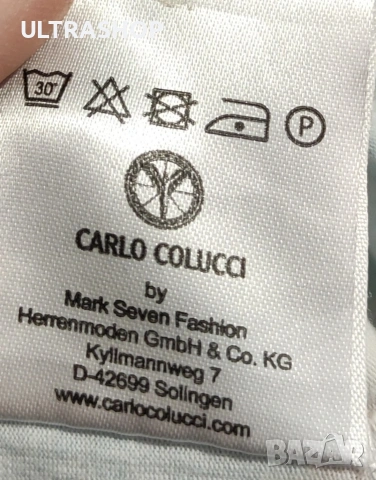 ULTRASHOP
30°
P
CARLO COLUCCI
by
Mark Seven Fashion
Herrenmoden GmbH & Co. KG
Kyllmannweg 7
D-42699 Solingen
www.carlocolucci.com
BAZAR